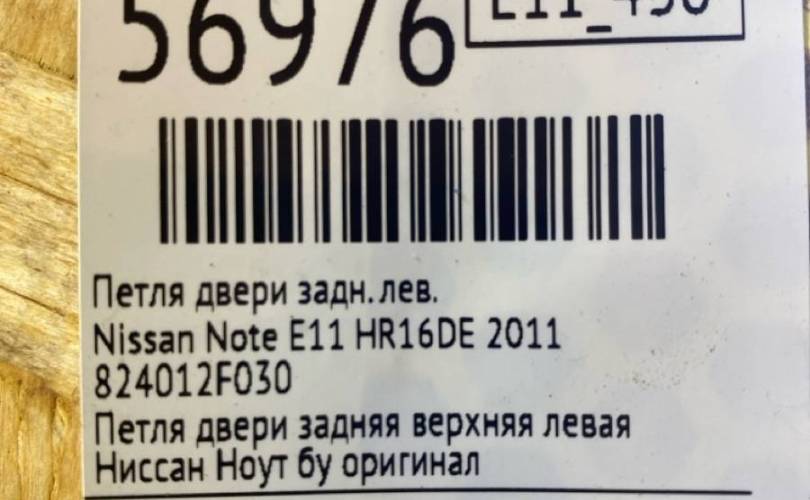 56976
Петля двери задн.лев.
Nissan Note E11 HR16DE 2011
824012F030
Петля двери задняя верхняя левая
Ниссан Ноут бу оригинал